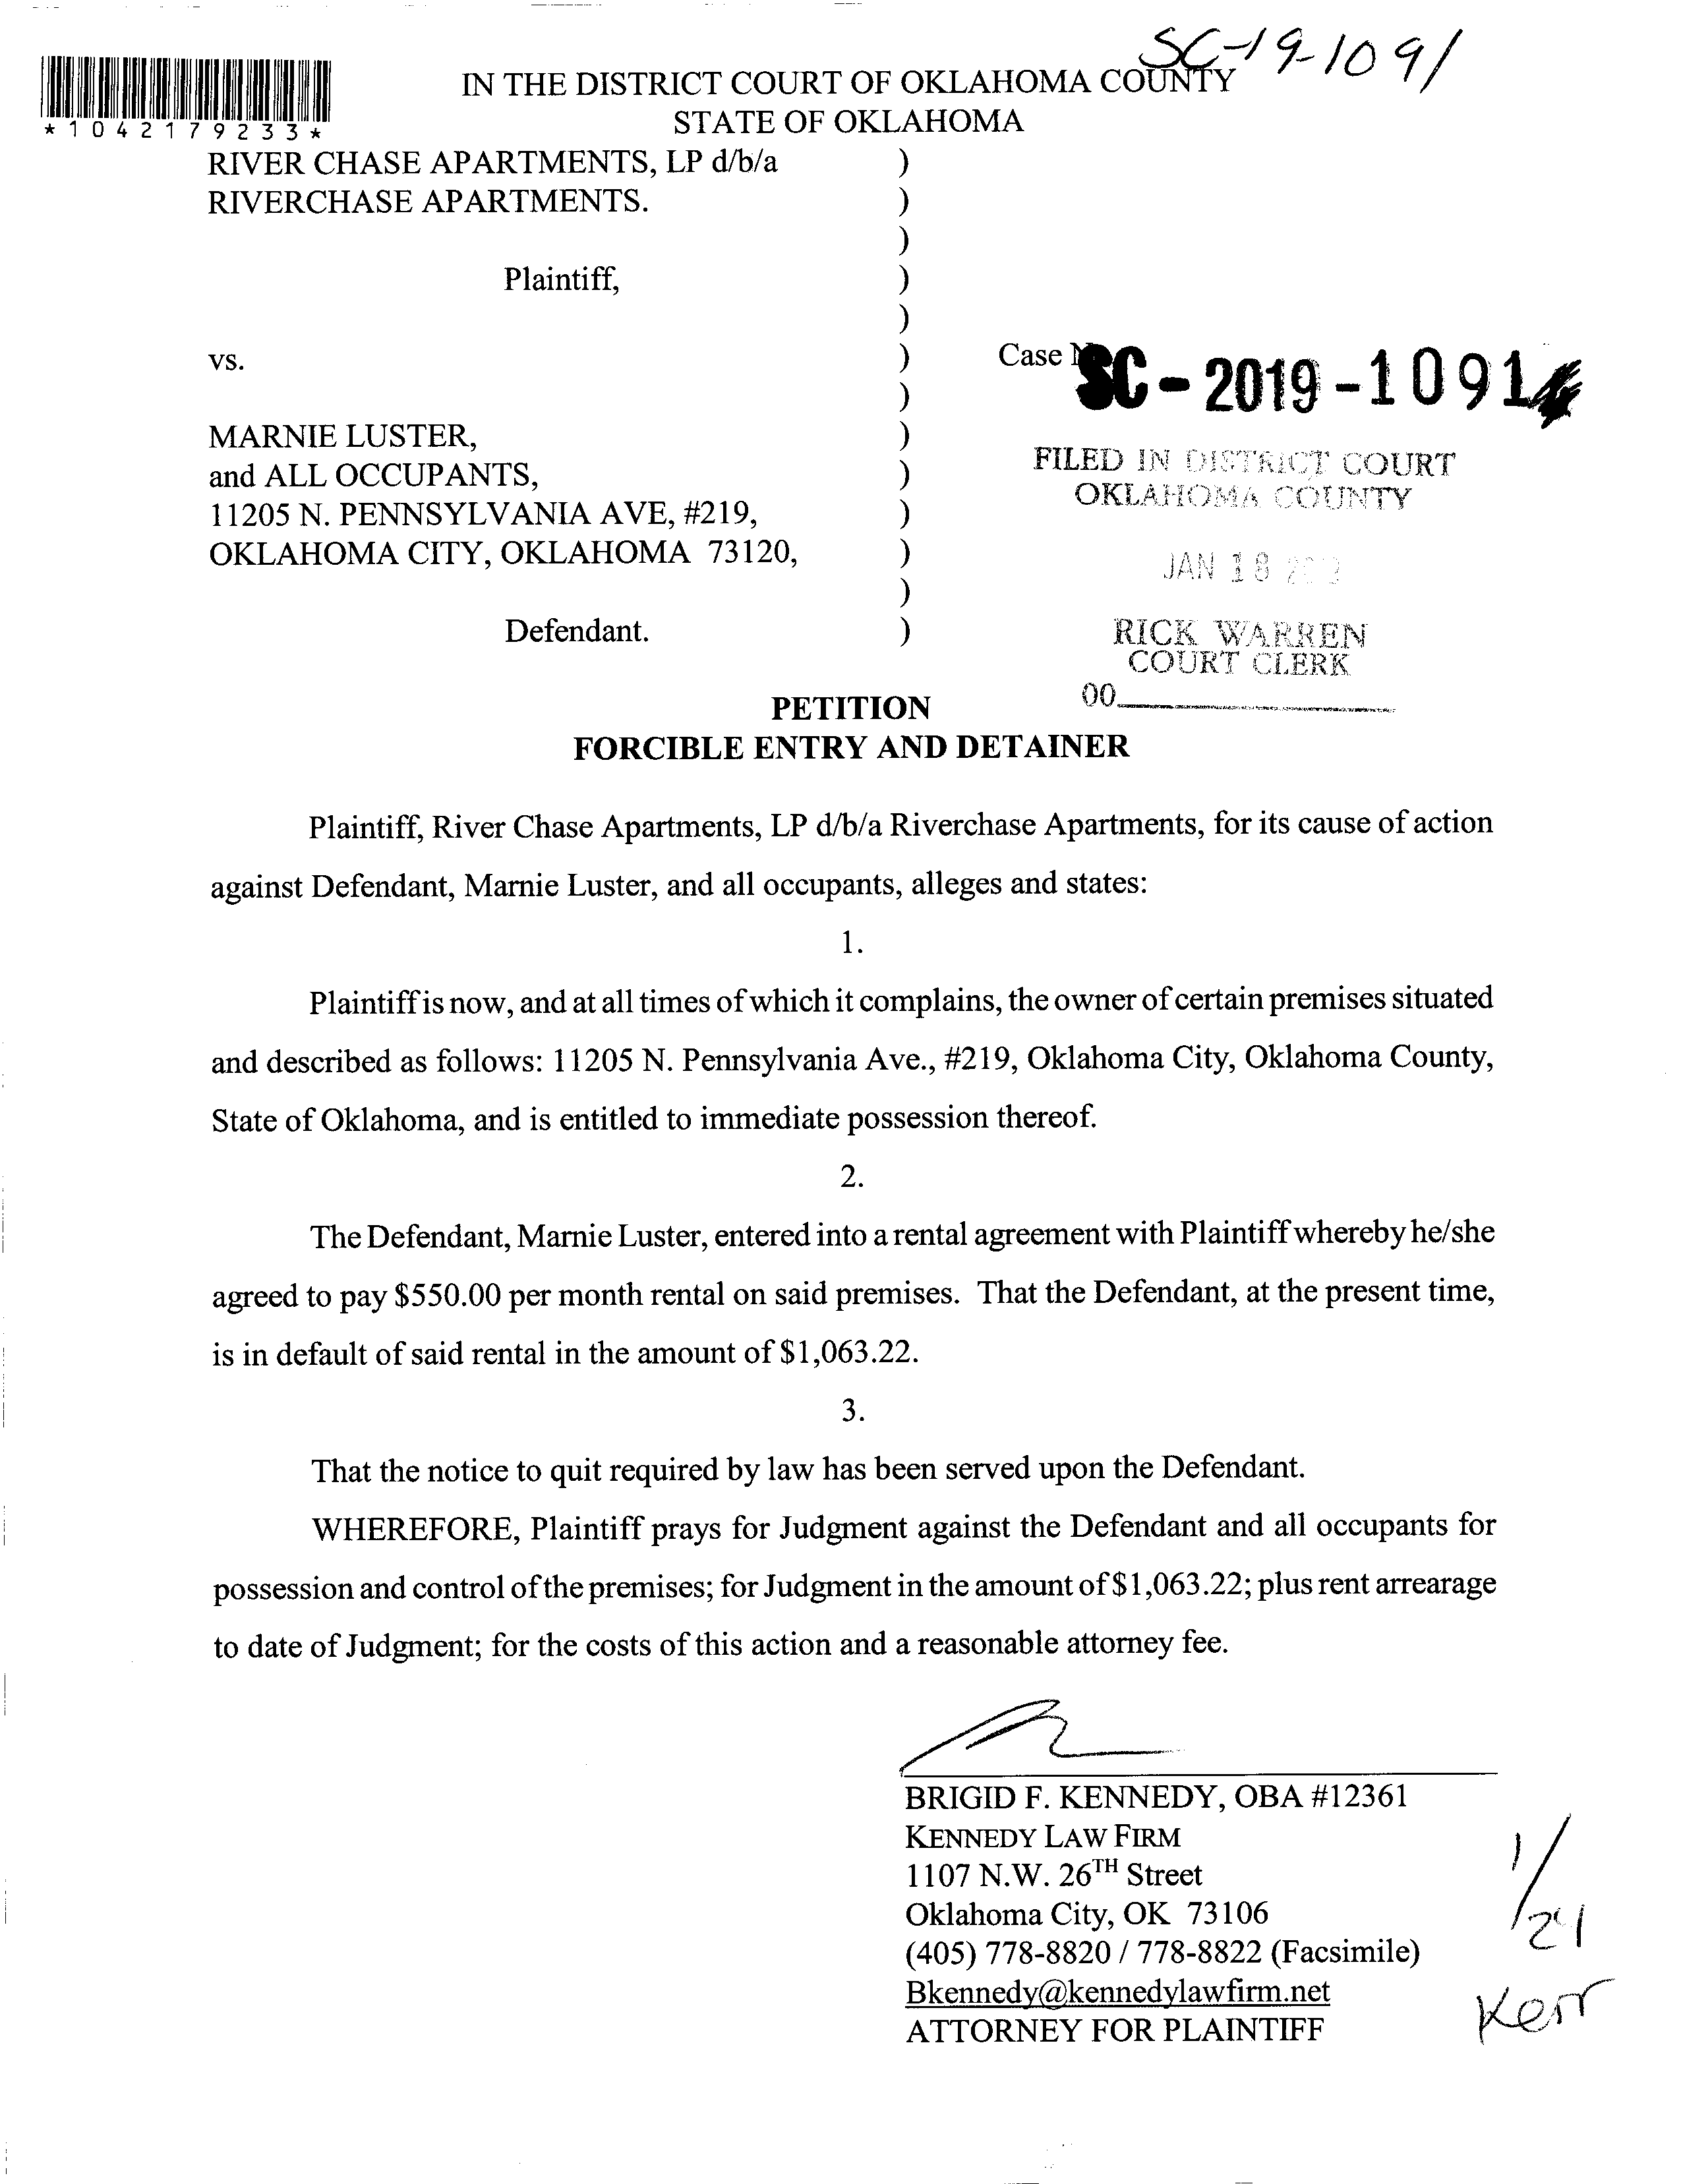 SC-19-1091
IN THE DISTRICT COURT OF OKLAHOMA COUNTY
STATE OF OKLAHOMA
*1042179233*
RIVER CHASE APARTMENTS, LP d/b/a )
RIVERCHASE APARTMENTS. )
)
Plaintiff, )
)
vs. ) Case SC-2019-1091
)
MARNIE LUSTER, )
and ALL OCCUPANTS, )
11205 N. PENNSYLVANIA AVE, #219, )
OKLAHOMA CITY, OKLAHOMA 73120, )
)
Defendant. )
FILED IN DISTRICT COURT
OKLAHOMA COUNTY
JAN 18
RICK WARREN
COURT CLERK
00
PETITION
FORCIBLE ENTRY AND DETAINER
Plaintiff, River Chase Apartments, LP d/b/a Riverchase Apartments, for its cause of action
against Defendant, Marnie Luster, and all occupants, alleges and states:
1.
Plaintiff is now, and at all times of which it complains, the owner of certain premises situated
and described as follows: 11205 N. Pennsylvania Ave., #219, Oklahoma City, Oklahoma County,
State of Oklahoma, and is entitled to immediate possession thereof.
2.
The Defendant, Marnie Luster, entered into a rental agreement with Plaintiff whereby he/she
agreed to pay $550.00 per month rental on said premises. That the Defendant, at the present time,
is in default of said rental in the amount of $1,063.22.
3.
That the notice to quit required by law has been served upon the Defendant.
WHEREFORE, Plaintiff prays for Judgment against the Defendant and all occupants for
possession and control of the premises; for Judgment in the amount of $1,063.22; plus rent arrearage
to date of Judgment; for the costs of this action and a reasonable attorney fee.
BRIGID F. KENNEDY, OBA #12361
KENNEDY LAW FIRM
1107 N.W. 26TH Street
Oklahoma City, OK 73106
(405) 778-8820 / 778-8822 (Facsimile)
Bkennedy@kennedylawfirm.net
ATTORNEY FOR PLAINTIFF
Kerr